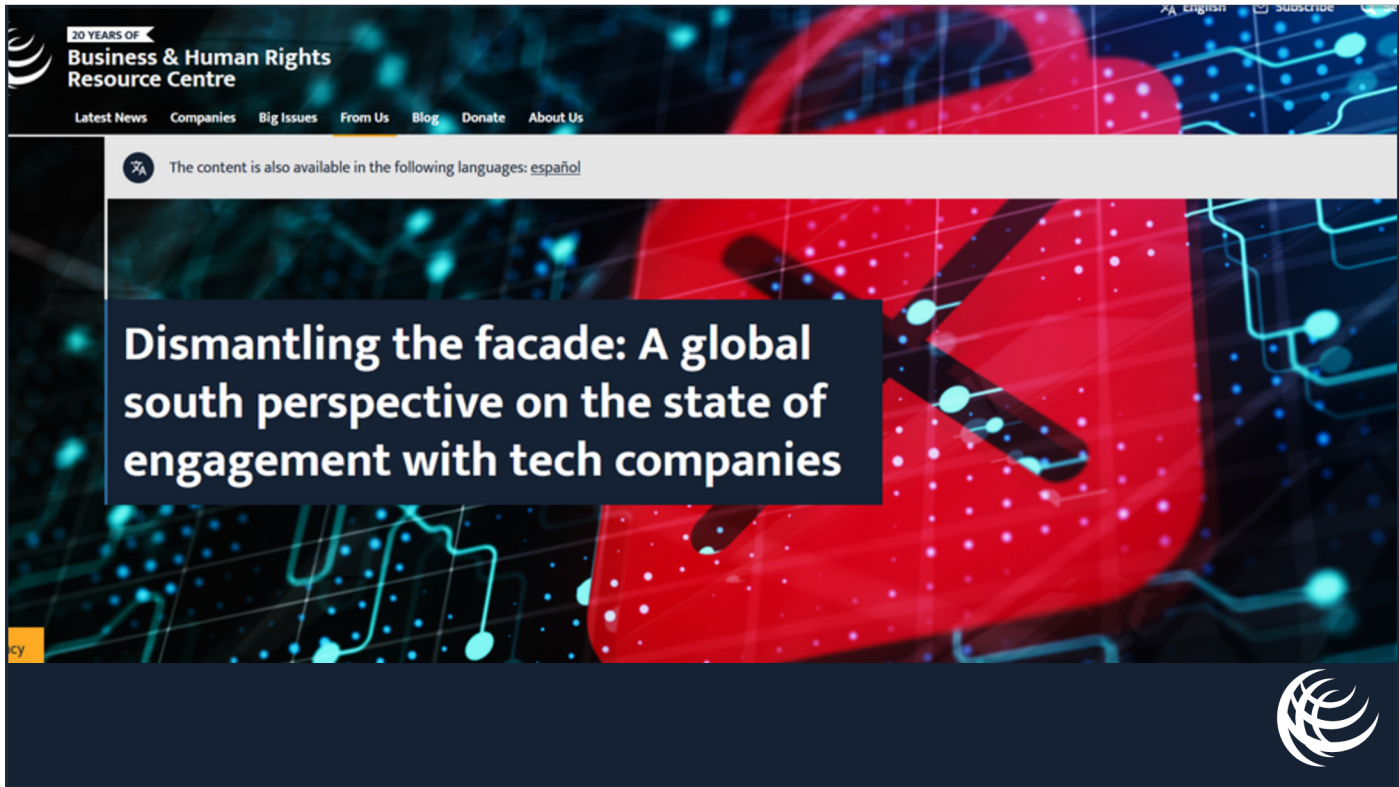 English
Subscribe
20 YEARS OF
Business & Human Rights
Resource Centre
Latest News Companies Big Issues From Us Blog Donate About Us
The content is also available in the following languages: español
Dismantling the facade: A global
south perspective on the state of
engagement with tech companies